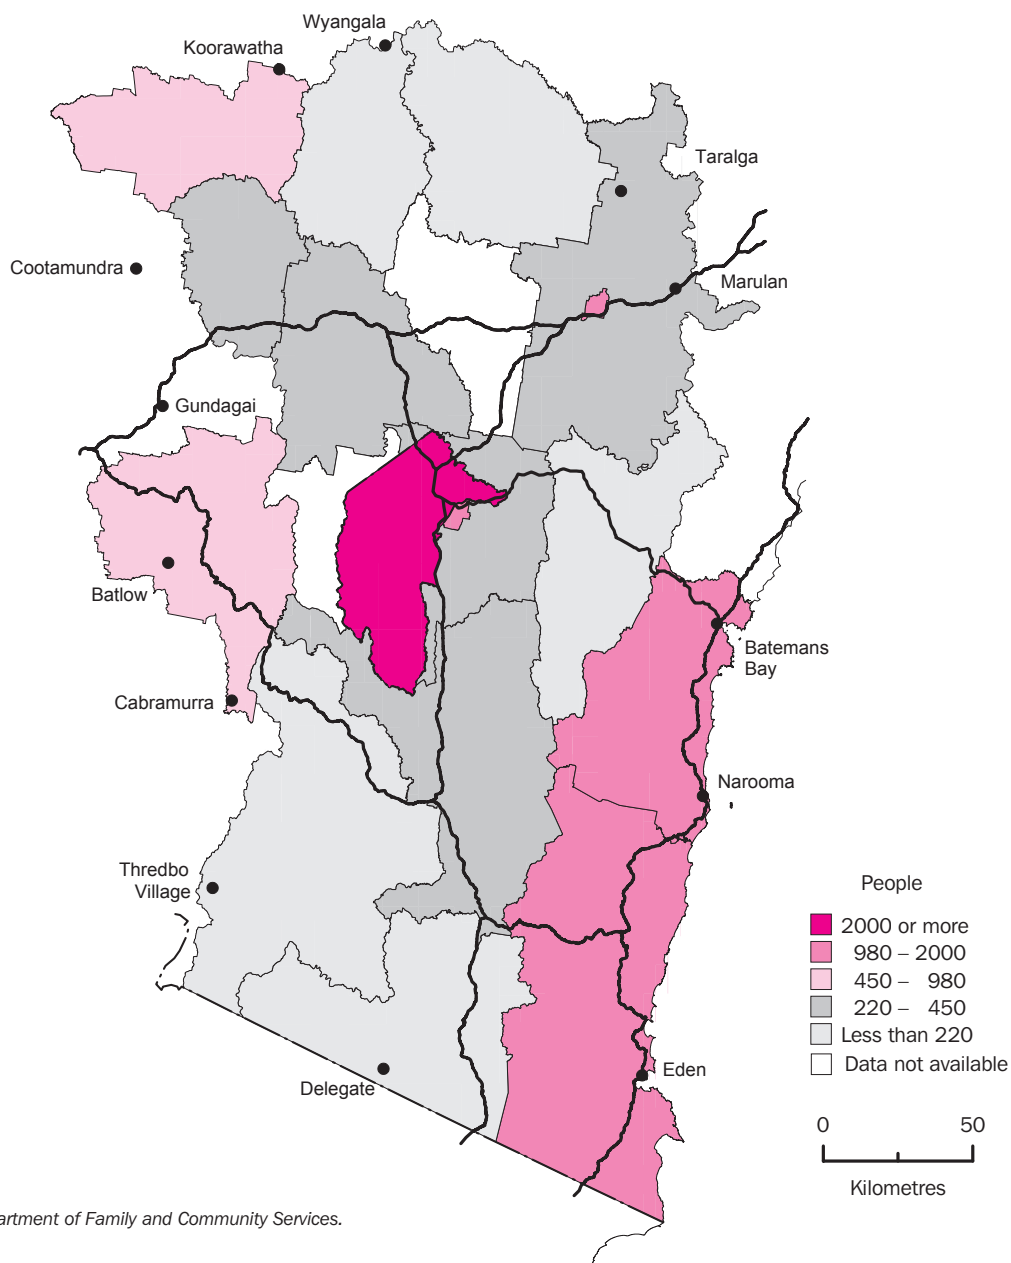 Wyangala
Koorawatha
Taralga
Cootamundra
Marulan
Gundagai
Batlow
Batemans
Bay
Cabramurra
Narooma
Thredbo
Village
People
2000 or more
980 – 2000
450 – 980
220 – 450
Less than 220
Data not available
Eden
Delegate
0 50
Kilometres
artment of Family and Community Services.